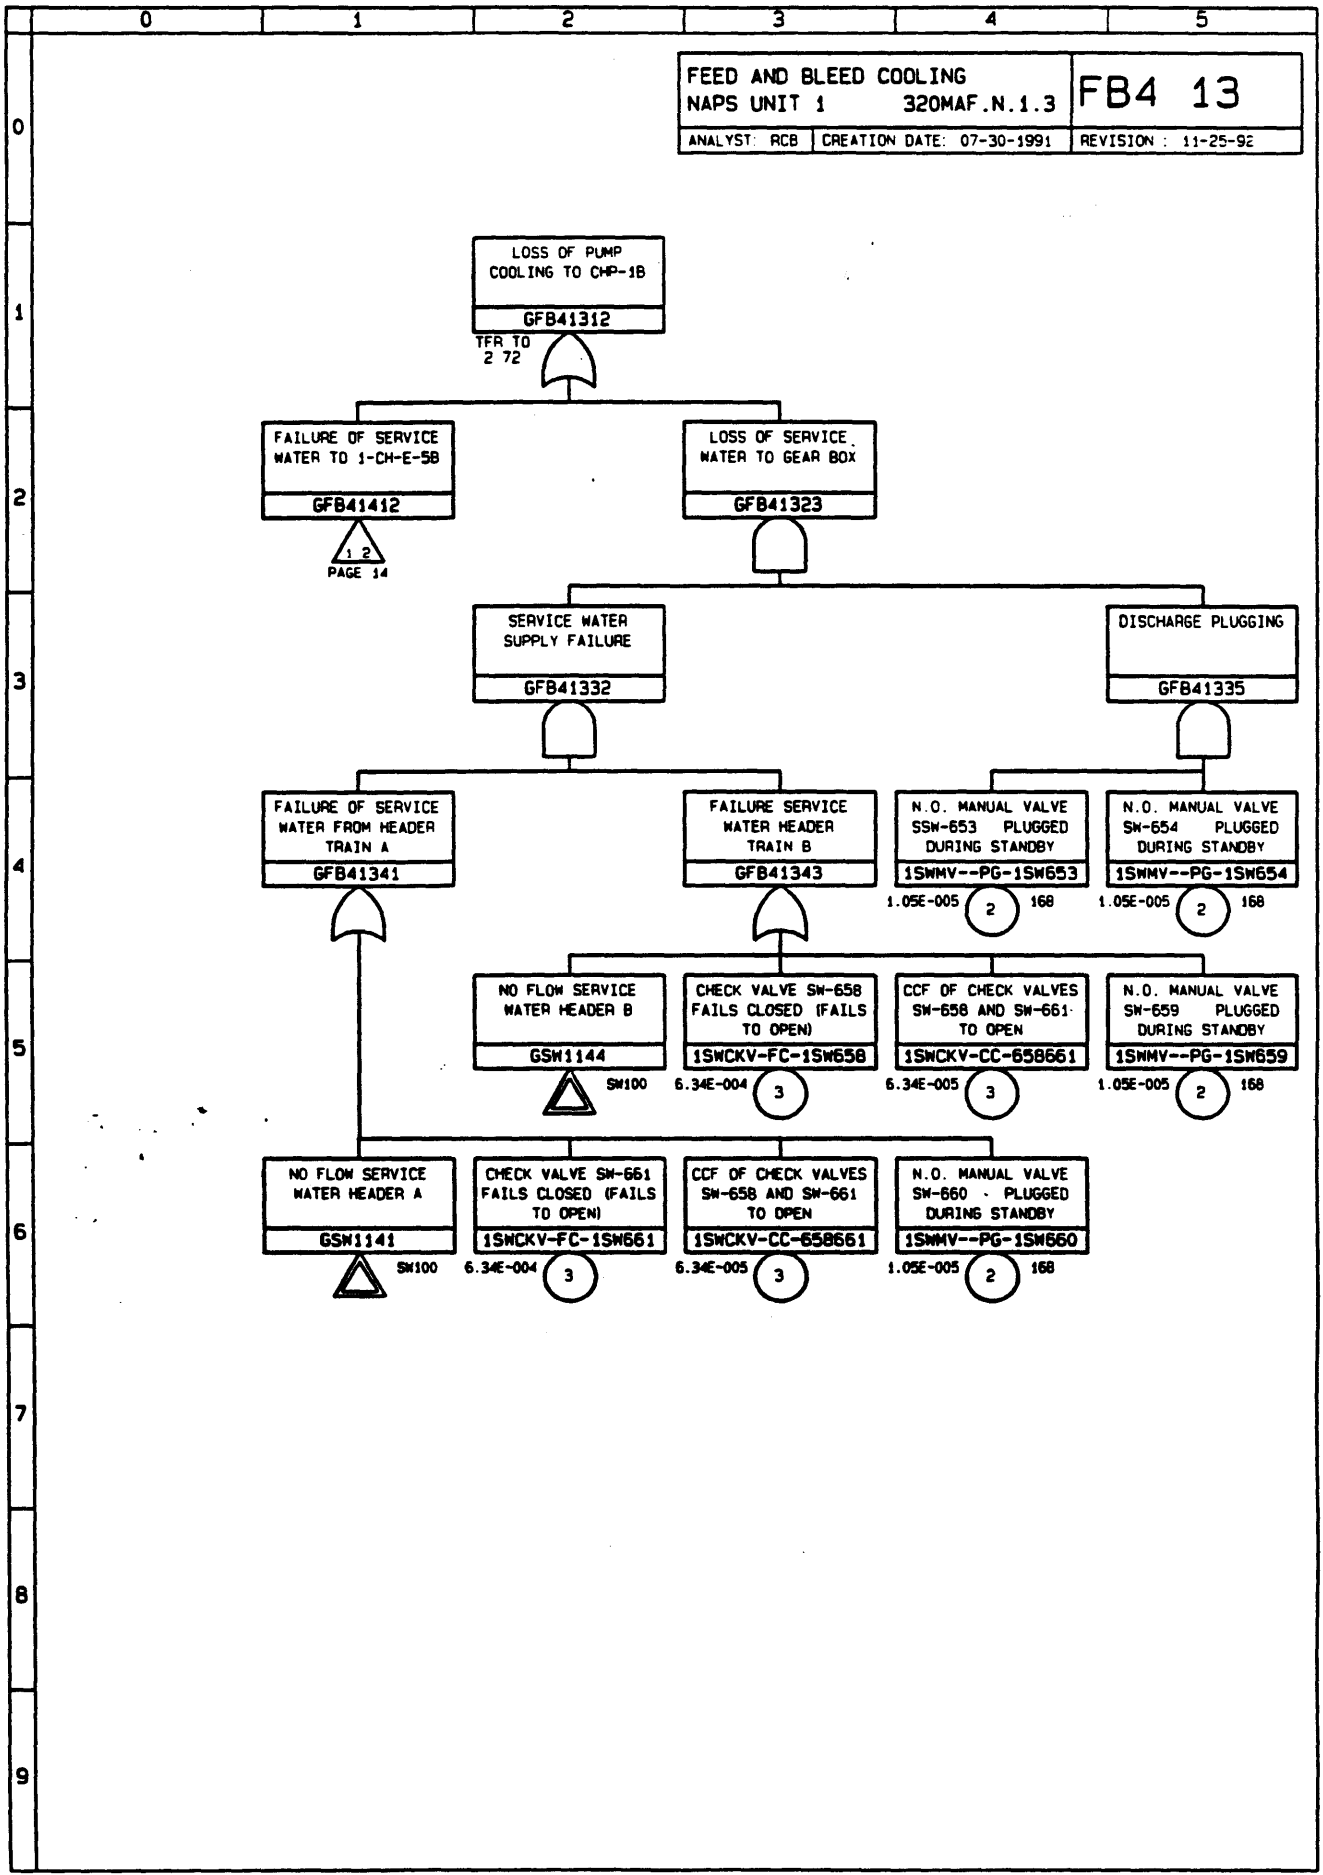 0 1 2 3 4 5
FEED AND BLEED COOLING
NAPS UNIT 1 320MAF.N.1.3
FB4 13
ANALYST: RCB CREATION DATE: 07-30-1991 REVISION : 11-25-92
0
LOSS OF PUMP
COOLING TO CHP-1B
GFB41312
1
TFR TO
2 72
FAILURE OF SERVICE
WATER TO 1-CH-E-5B
GFB41412
LOSS OF SERVICE
WATER TO GEAR BOX
GFB41323
2
1 2
PAGE 14
SERVICE WATER
SUPPLY FAILURE
GFB41332
DISCHARGE PLUGGING
GFB41335
3
FAILURE OF SERVICE
WATER FROM HEADER
TRAIN A
GFB41341
FAILURE SERVICE
WATER HEADER
TRAIN B
GFB41343
N.O. MANUAL VALVE
SSW-653 PLUGGED
DURING STANDBY
1SWMV--PG-1SW653
1.05E-005 2 168
N.O. MANUAL VALVE
SW-654 PLUGGED
DURING STANDBY
1SWMV--PG-1SW654
1.05E-005 2 168
4
NO FLOW SERVICE
WATER HEADER B
GSW1144
SW100
CHECK VALVE SW-658
FAILS CLOSED (FAILS
TO OPEN)
1SWCKV-FC-1SW658
6.34E-004 3
CCF OF CHECK VALVES
SW-658 AND SW-661
TO OPEN
1SWCKV-CC-658661
6.34E-005 3
N.O. MANUAL VALVE
SW-659 PLUGGED
DURING STANDBY
1SWMV--PG-1SW659
1.05E-005 2 168
5
NO FLOW SERVICE
WATER HEADER A
GSW1141
SW100
CHECK VALVE SW-661
FAILS CLOSED (FAILS
TO OPEN)
1SWCKV-FC-1SW661
6.34E-004 3
CCF OF CHECK VALVES
SW-658 AND SW-661
TO OPEN
1SWCKV-CC-658661
6.34E-005 3
N.O. MANUAL VALVE
SW-660 PLUGGED
DURING STANDBY
1SWMV--PG-1SW660
1.05E-005 2 168
6
7
8
9